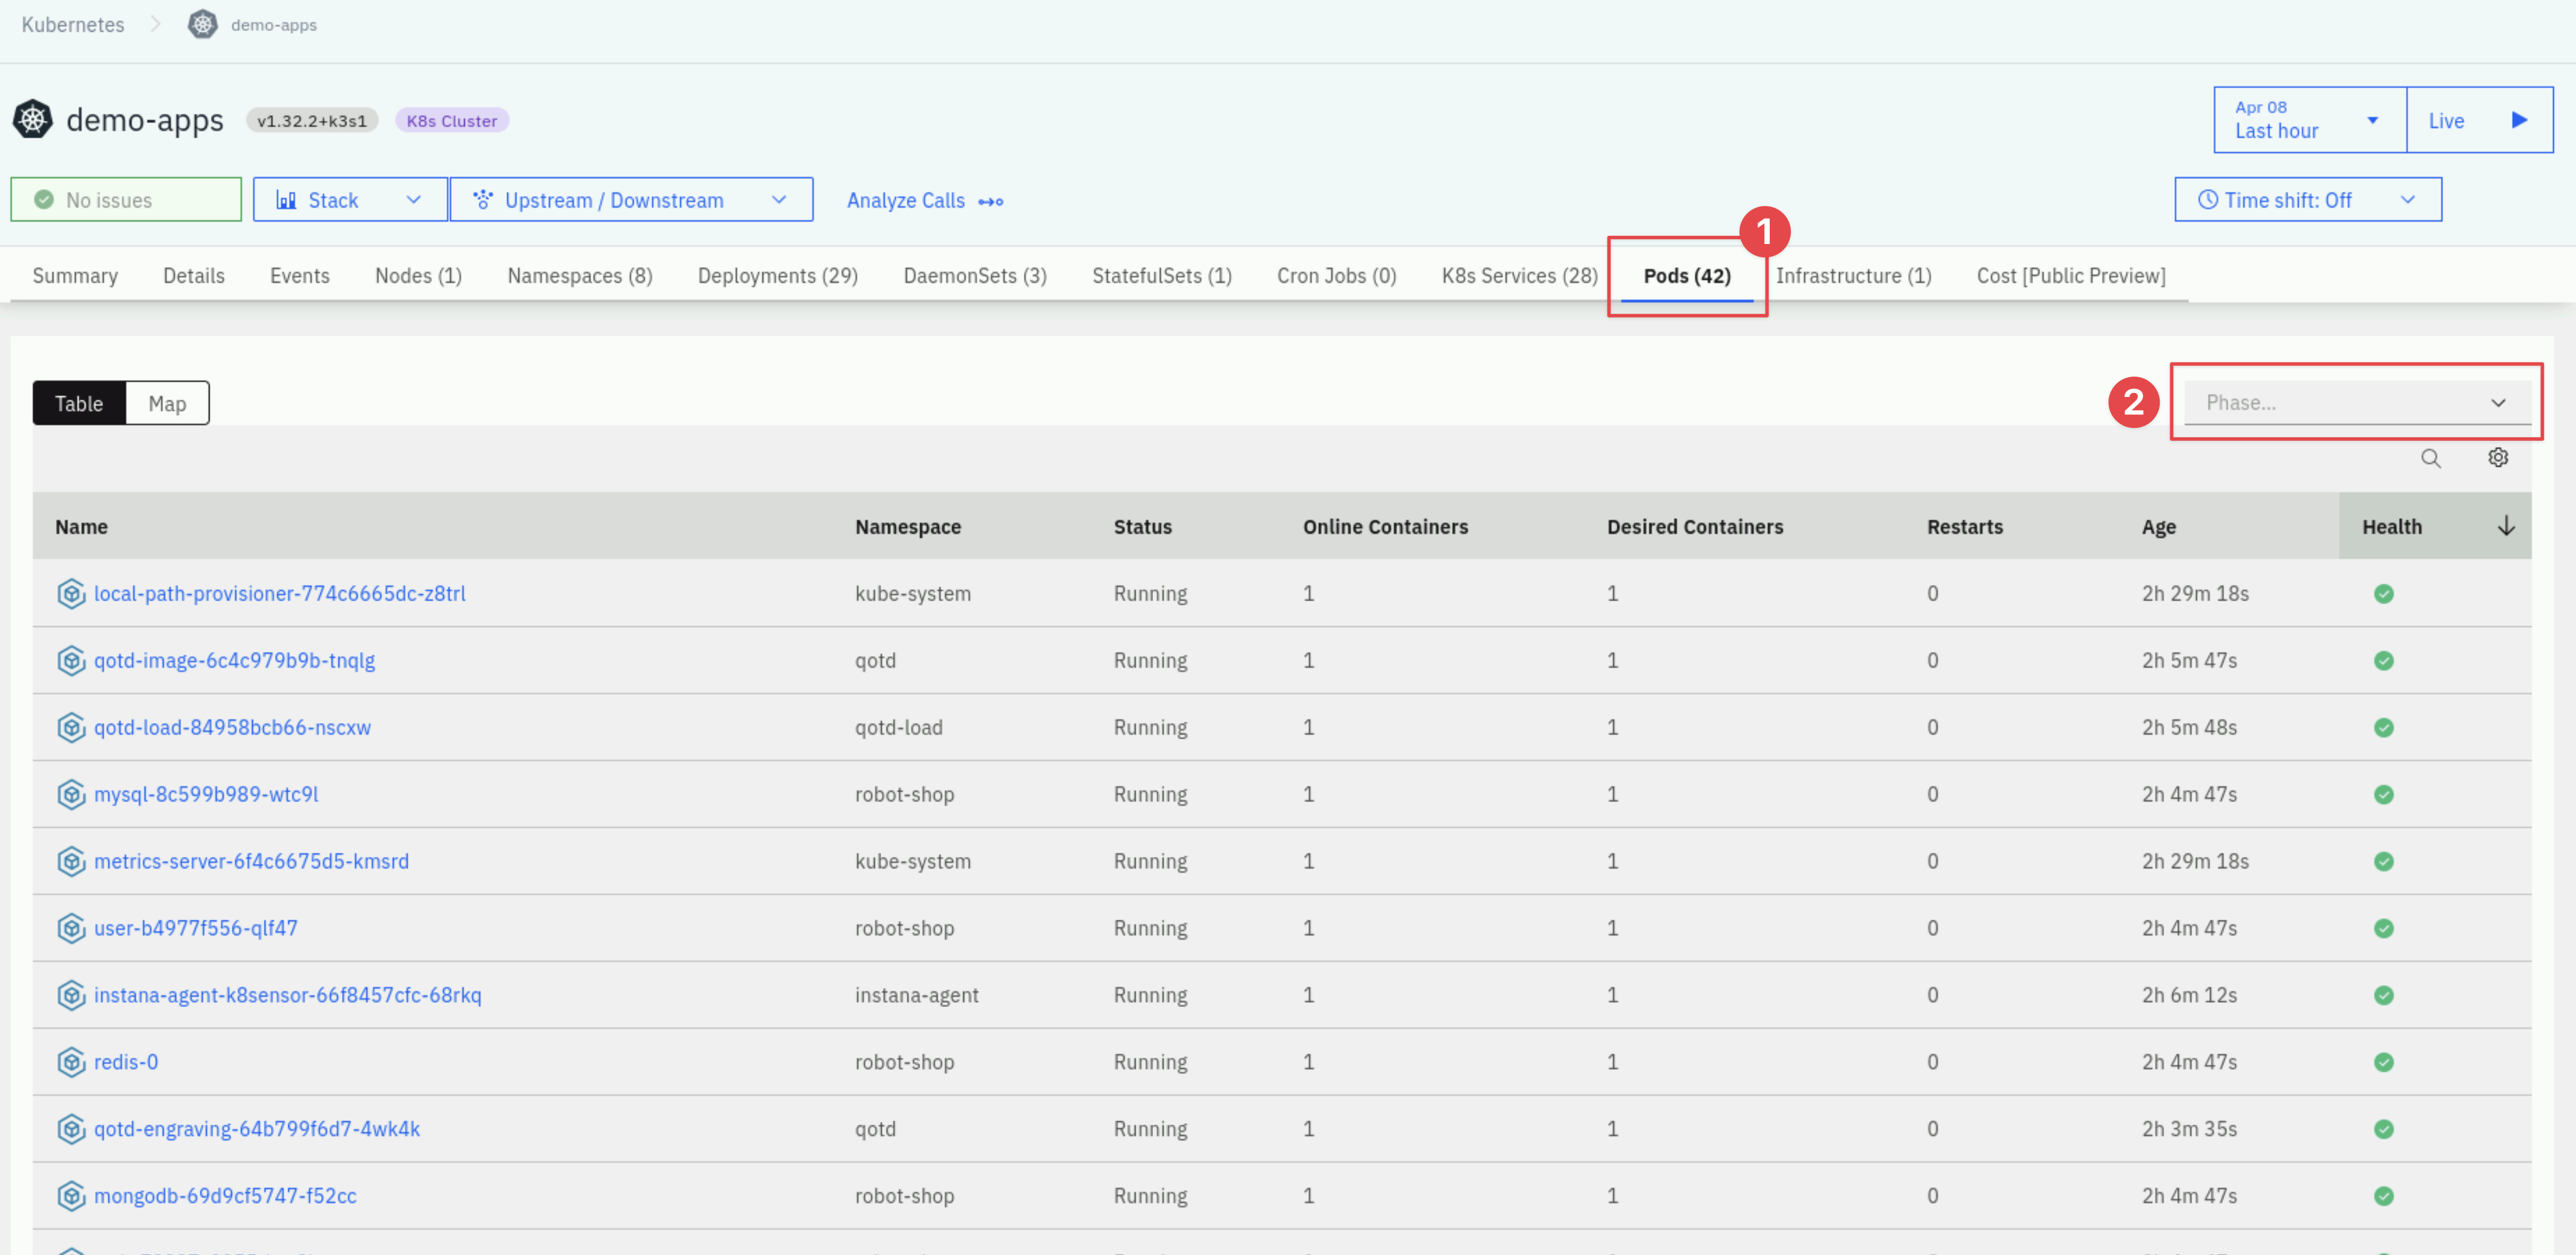 Kubernetes demo-apps
demo-apps v1.32.2+k3s1 K8s Cluster
Apr 08
Last hour
Live
No issues Stack Upstream / Downstream Analyze Calls Time shift: Off
1
Summary Details Events Nodes (1) Namespaces (8) Deployments (29) DaemonSets (3) StatefulSets (1) Cron Jobs (0) K8s Services (28) Pods (42) Infrastructure (1) Cost [Public Preview]
Table Map 2 Phase...
Name Namespace Status Online Containers Desired Containers Restarts Age Health
local-path-provisioner-774c6665dc-z8trl kube-system Running 1 1 0 2h 29m 18s
qotd-image-6c4c979b9b-tnqlg qotd Running 1 1 0 2h 5m 47s
qotd-load-84958bcb66-nscxw qotd-load Running 1 1 0 2h 5m 48s
mysql-8c599b989-wtc9l robot-shop Running 1 1 0 2h 4m 47s
metrics-server-6f4c6675d5-kmsrd kube-system Running 1 1 0 2h 29m 18s
user-b4977f556-qlf47 robot-shop Running 1 1 0 2h 4m 47s
instana-agent-k8sensor-66f8457cfc-68rkq instana-agent Running 1 1 0 2h 6m 12s
redis-0 robot-shop Running 1 1 0 2h 4m 47s
qotd-engraving-64b799f6d7-4wk4k qotd Running 1 1 0 2h 3m 35s
mongodb-69d9cf5747-f52cc robot-shop Running 1 1 0 2h 4m 47s